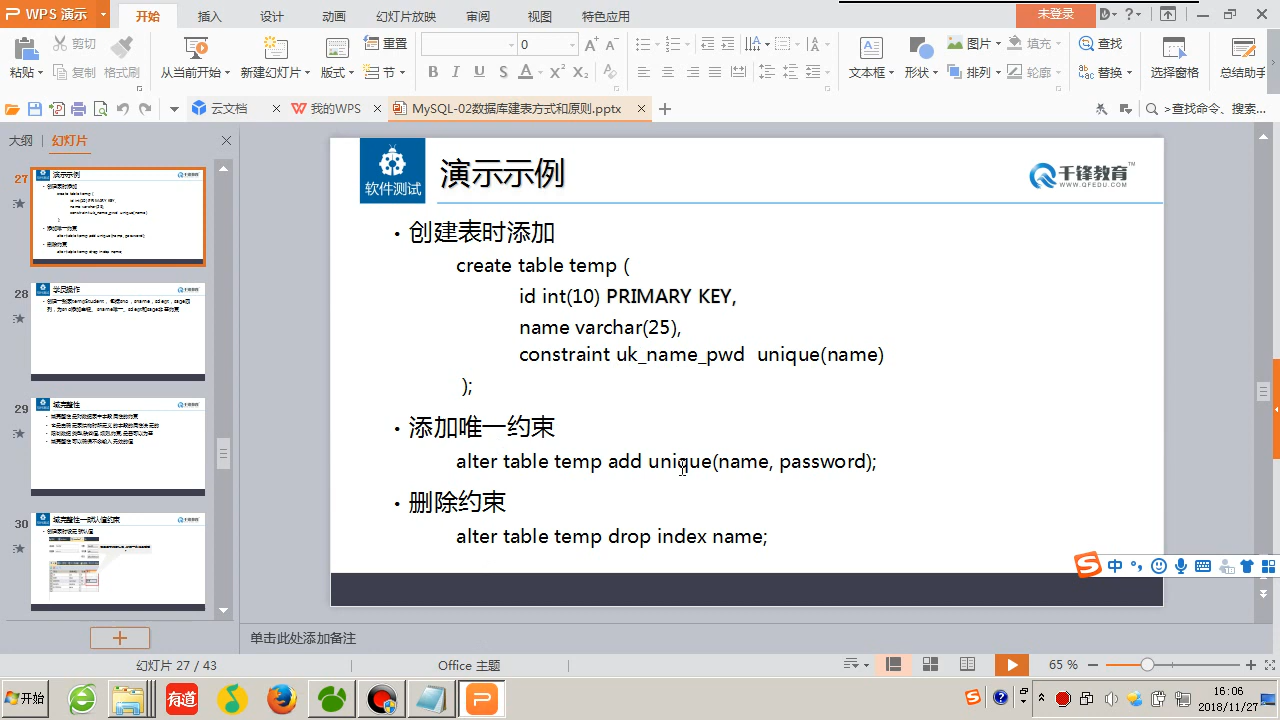 WPS 演示
开始
插入
设计
动画
幻灯片放映
审阅
视图
特色应用
未登录
粘贴
剪切
复制
格式刷
从当前开始
新建幻灯片
版式
重置
节
0
B I U S A X² X₂
文本框
形状
图片
排列
填充
轮廓
查找
替换
选择窗格
总结助手
云文档
我的WPS
MySQL-02数据库建表方式和原则.pptx
>查找命令、搜索...
大纲
幻灯片
27
28
29
30
软件测试
演示示例
千锋教育
WWW.QFEDU.COM
• 创建表时添加
create table temp (
id int(10) PRIMARY KEY,
name varchar(25),
constraint uk_name_pwd unique(name)
);
• 添加唯一约束
alter table temp add unique(name, password);
• 删除约束
alter table temp drop index name;
中
单击此处添加备注
幻灯片 27 / 43
Office 主题
65 %
开始
有道
16:06
2018/11/27